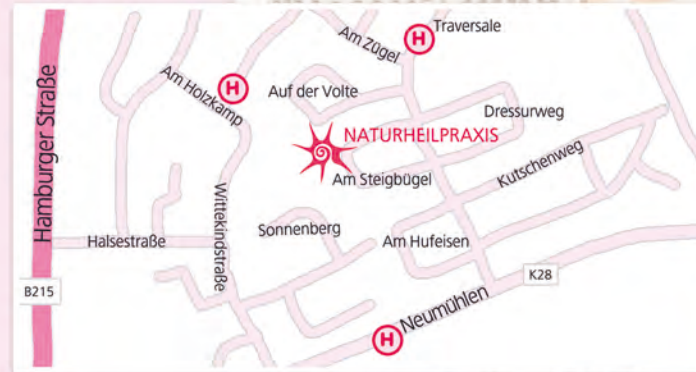 Traversale
H
Am Zügel
Am Holzkamp
H
Auf der Volte
Dressurweg
Hamburger Straße
NATURHEILPRAXIS
Kutschenweg
Am Steigbügel
Wittekindstraße
Sonnenberg
Halsestraße
Am Hufeisen
K28
B215
Neumühlen
H